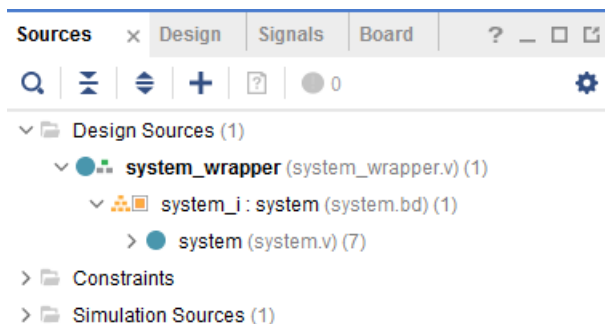 Sources × Design Signals Board ? _
0
Design Sources (1)
system_wrapper (system_wrapper.v) (1)
system_i : system (system.bd) (1)
system (system.v) (7)
Constraints
Simulation Sources (1)